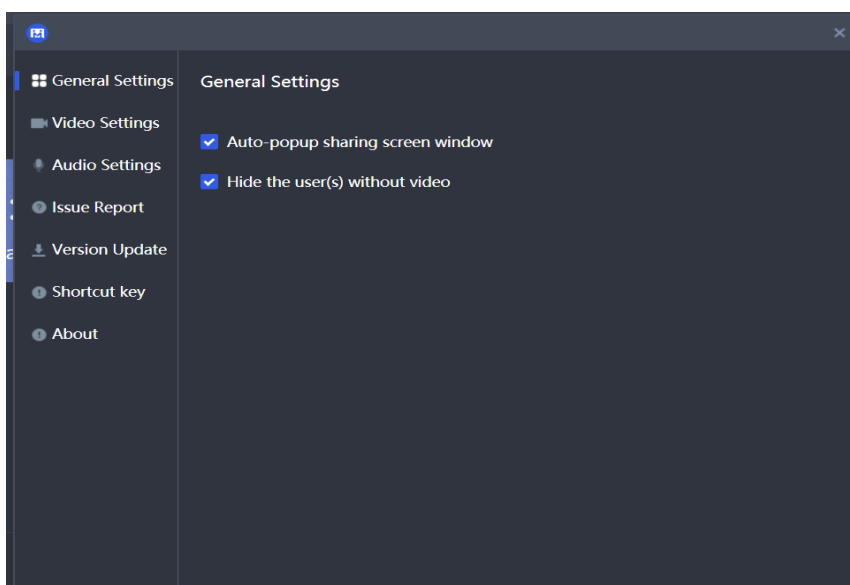 General Settings
Video Settings
Audio Settings
Issue Report
Version Update
Shortcut key
About
General Settings
Auto-popup sharing screen window
Hide the user(s) without video